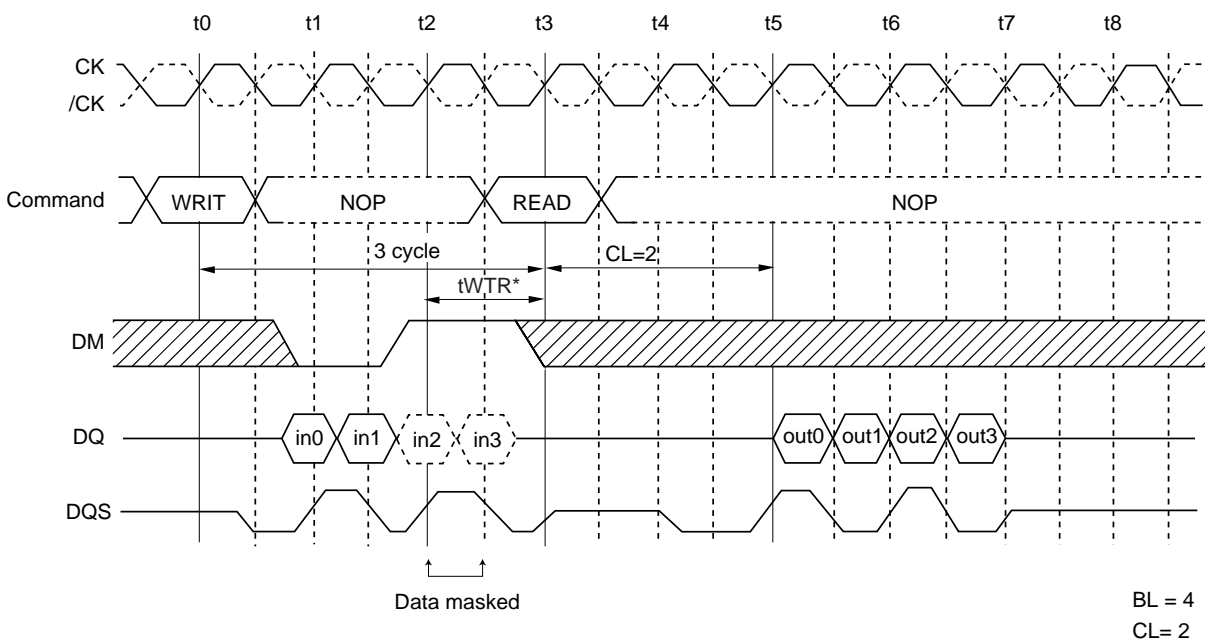 t0 t1 t2 t3 t4 t5 t6 t7 t8
CK
/CK
Command WRIT NOP READ NOP
3 cycle CL=2
tWTR*
DM
DQ in0 in1 in2 in3 out0 out1 out2 out3
DQS
Data masked
BL = 4
CL= 2